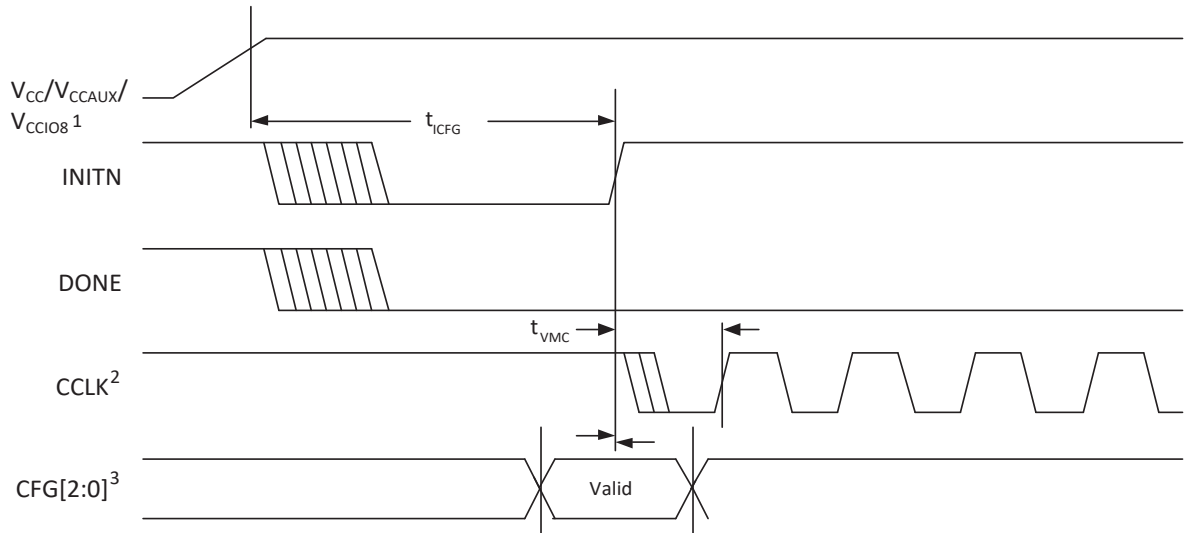 VCC/VCCAUX/
VCCIO8 1
tICFG
INITN
DONE
tVMC
CCLK2
CFG[2:0]3
Valid